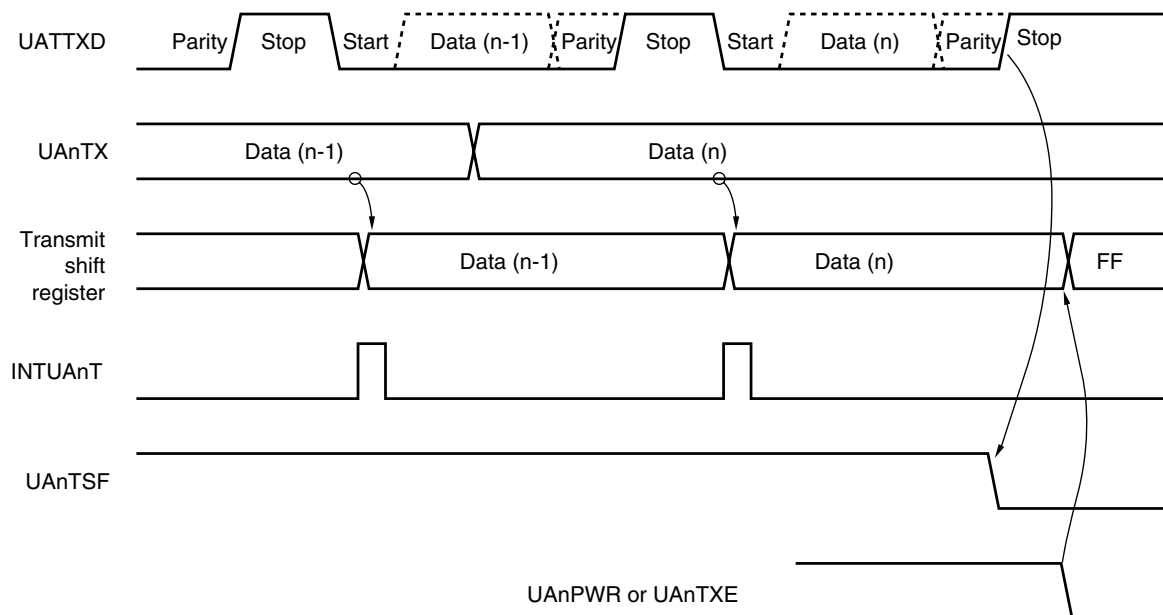 UATTXD
Parity Stop Start Data (n-1) Parity Stop Start Data (n) Parity Stop
UAnTX
Data (n-1) Data (n)
Transmit
shift
register
Data (n-1) Data (n) FF
INTUAnT
UAnTSF
UAnPWR or UAnTXE